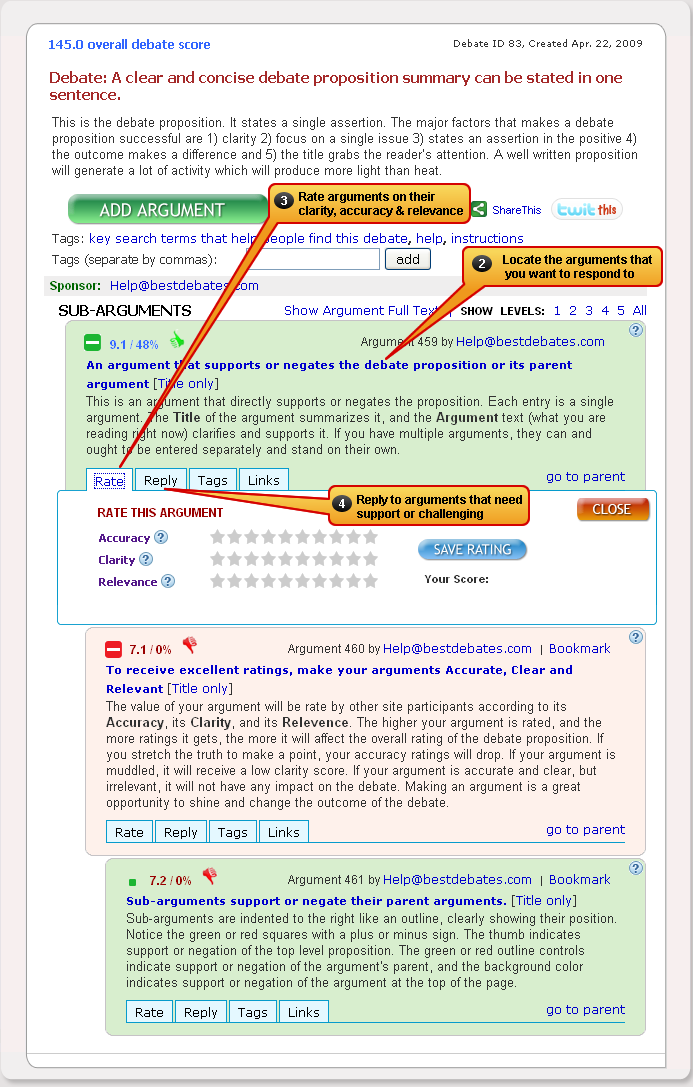 145.0 overall debate score
Debate ID 83, Created Apr. 22, 2009
Debate: A clear and concise debate proposition summary can be stated in one
sentence.
This is the debate proposition. It states a single assertion. The major factors that makes a debate
proposition successful are 1) clarity 2) focus on a single issue 3) states an assertion in the positive 4)
the outcome makes a difference and 5) the title grabs the reader's attention. A well written proposition
will generate a lot of activity which will produce more light than heat.
ADD ARGUMENT
3 Rate arguments on their
clarity, accuracy & relevance
ShareThis
twit this
Tags: key search terms that help people find this debate, help, instructions
Tags (separate by commas):
add
2 Locate the arguments that
you want to respond to
Sponsor: Help@bestdebates.com
SUB-ARGUMENTS
Show Argument Full Text | SHOW LEVELS: 1 2 3 4 5 All
9.1 / 48%
Argument 459 by Help@bestdebates.com
?
An argument that supports or negates the debate proposition or its parent
argument [Title only]
This is an argument that directly supports or negates the proposition. Each entry is a single
argument. The Title of the argument summarizes it, and the Argument text (what you are
reading right now) clarifies and supports it. If you have multiple arguments, they can and
ought to be entered separately and stand on their own.
Rate Reply Tags Links
go to parent
4 Reply to arguments that need
support or challenging
RATE THIS ARGUMENT
CLOSE
Accuracy ?
Clarity ?
Relevance ?
SAVE RATING
Your Score:
7.1 / 0%
Argument 460 by Help@bestdebates.com | Bookmark
?
To receive excellent ratings, make your arguments Accurate, Clear and
Relevant [Title only]
The value of your argument will be rate by other site participants according to its
Accuracy, its Clarity, and its Relevence. The higher your argument is rated, and the
more ratings it gets, the more it will affect the overall rating of the debate proposition. If
you stretch the truth to make a point, your accuracy ratings will drop. If your argument is
muddled, it will receive a low clarity score. If your argument is accurate and clear, but
irrelevant, it will not have any impact on the debate. Making an argument is a great
opportunity to shine and change the outcome of the debate.
Rate Reply Tags Links
go to parent
7.2 / 0%
Argument 461 by Help@bestdebates.com | Bookmark
?
Sub-arguments support or negate their parent arguments. [Title only]
Sub-arguments are indented to the right like an outline, clearly showing their position.
Notice the green or red squares with a plus or minus sign. The thumb indicates
support or negation of the top level proposition. The green or red outline controls
indicate support or negation of the argument's parent, and the background color
indicates support or negation of the argument at the top of the page.
Rate Reply Tags Links
go to parent